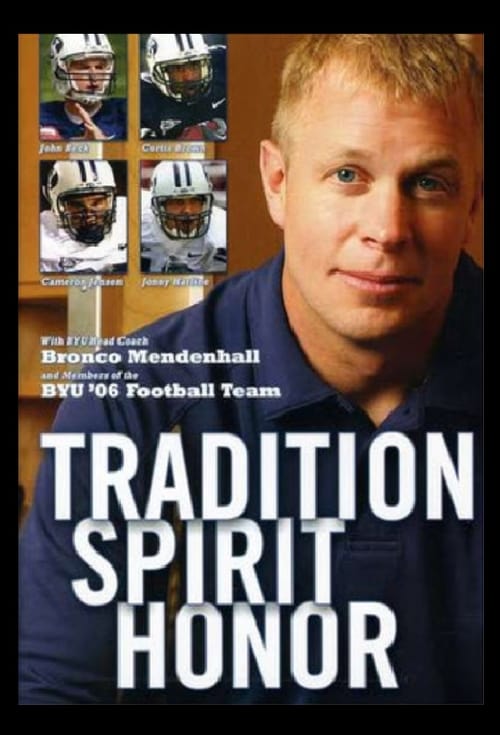 John Beck
Curtis Brown
Cameron Jensen
Jonny Harline
With BYU Head Coach
Bronco Mendenhall
and Members of the
BYU '06 Football Team
TRADITION
SPIRIT
HONOR